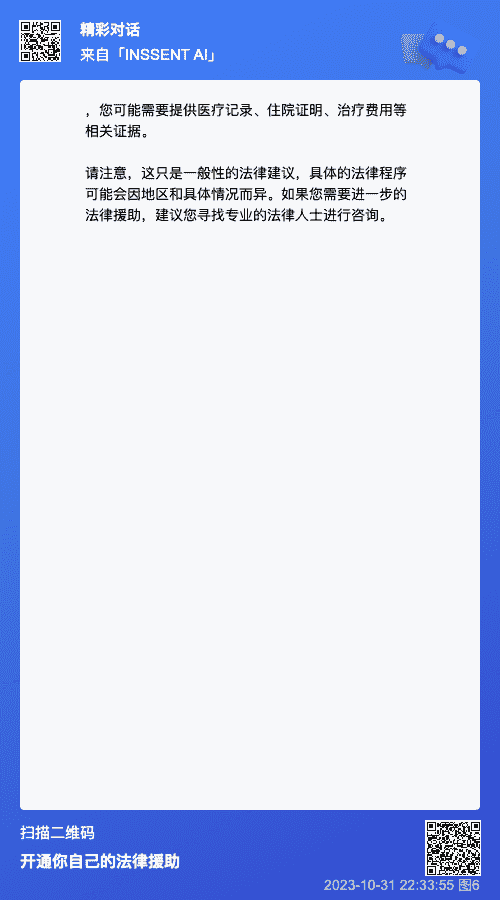 精彩对话
来自「INSSENT AI」
，您可能需要提供医疗记录、住院证明、治疗费用等
相关证据。
请注意，这只是一般性的法律建议，具体的法律程序
可能会因地区和具体情况而异。如果您需要进一步的
法律援助，建议您寻找专业的法律人士进行咨询。
扫描二维码
开通你自己的法律援助
2023-10-31 22:33:55 图6